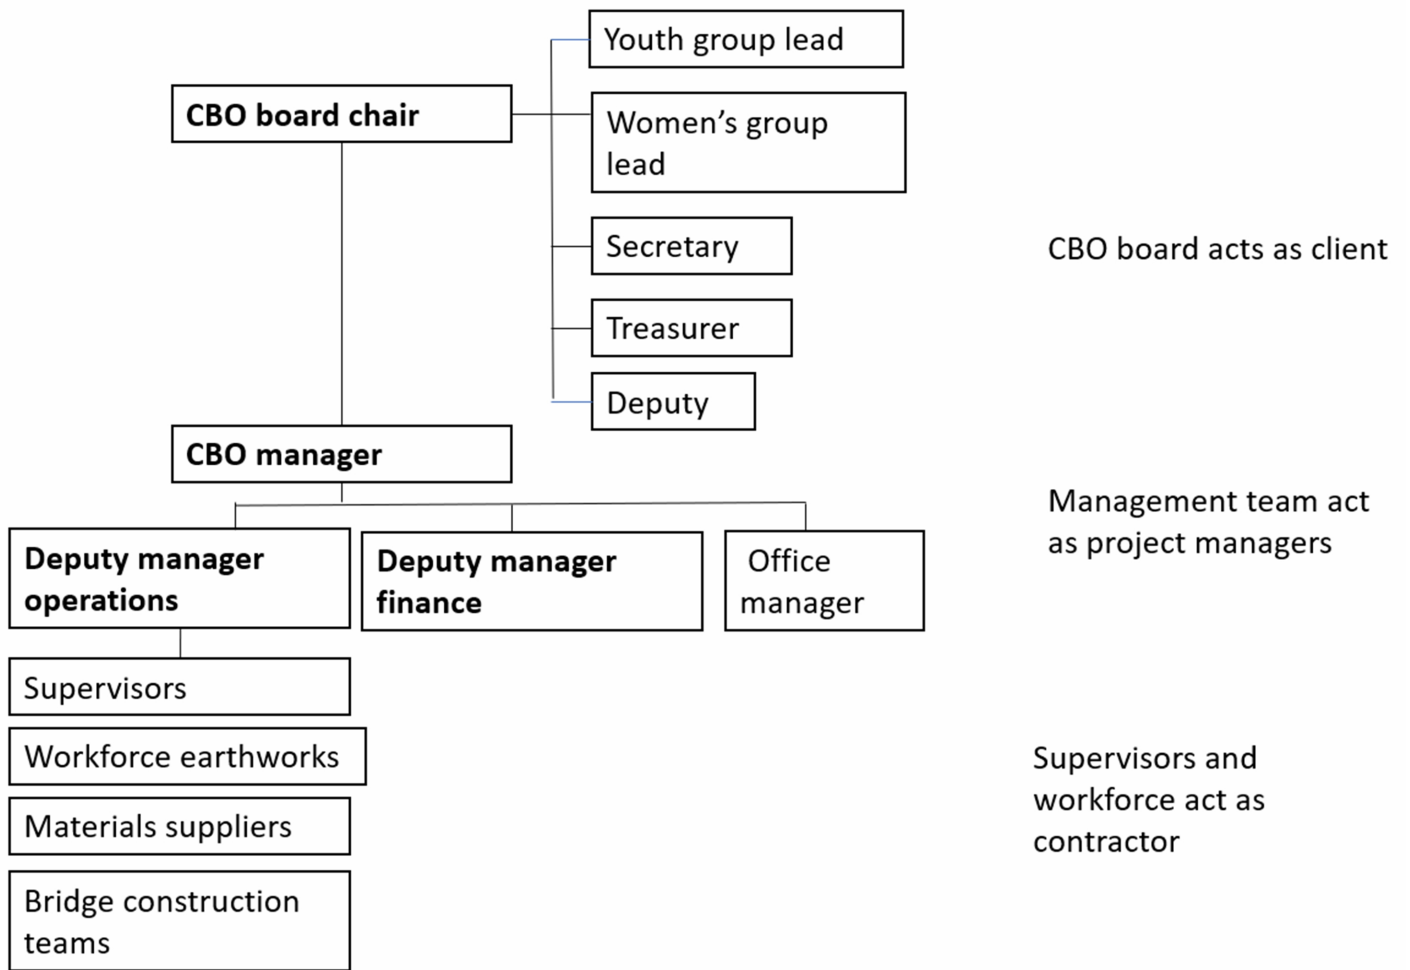 Youth group lead
CBO board chair
Women’s group
lead
Secretary
CBO board acts as client
Treasurer
Deputy
CBO manager
Management team act
as project managers
Deputy manager
operations
Deputy manager
finance
Office
manager
Supervisors
Workforce earthworks
Supervisors and
workforce act as
contractor
Materials suppliers
Bridge construction
teams